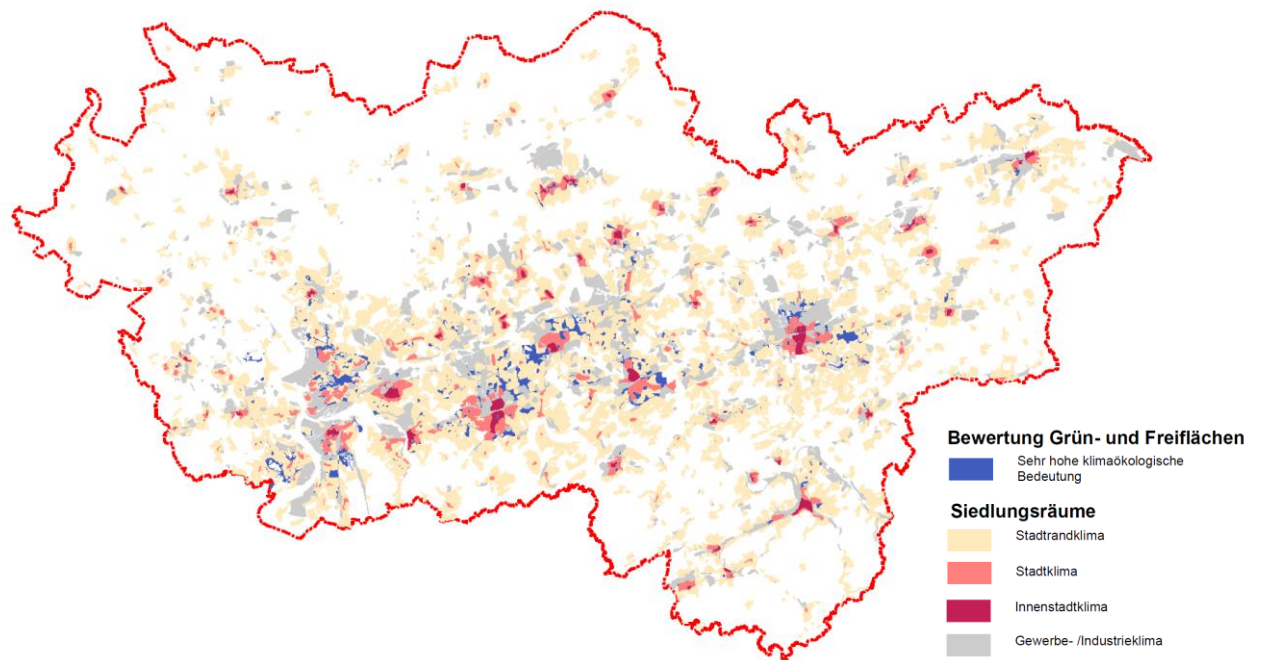 Bewertung Grün- und Freiflächen
Sehr hohe klimaökologische
Bedeutung
Siedlungsräume
Stadtrandklima
Stadtklima
Innenstadtklima
Gewerbe- /Industrieklima